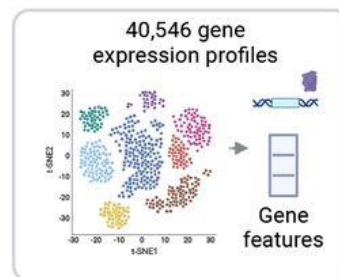 40,546 gene
expression profiles
t-SNE2
30
20
10
0
-10
-20
-30
-30 -20 -10 0 10 20 30
t-SNE1
Gene
features